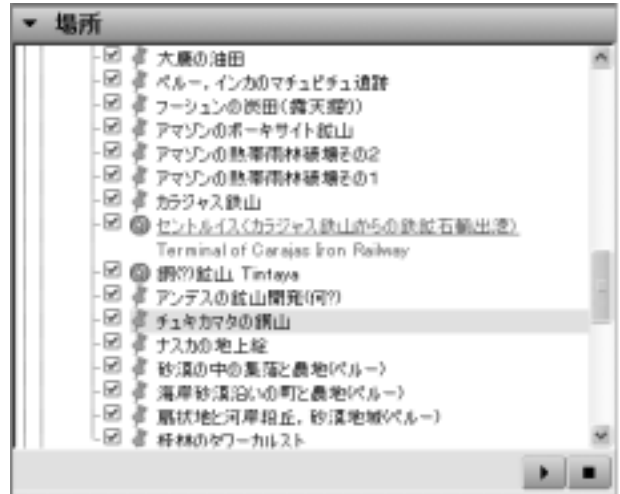 場所
大慶の油田
ペルー，インカのマチュピチュ遺跡
フーシュンの炭田(露天掘り)
アマゾンのボーキサイト鉱山
アマゾンの熱帯雨林破壊その2
アマゾンの熱帯雨林破壊その1
カラジャス鉄山
セントルイス(カラジャス鉄山からの鉄鉱石輸出港)
Terminal of Carajas Iron Railway
銅(?)鉱山 Tintaya
アンデスの鉱山開発(何?)
チュキカマタの銅山
ナスカの地上絵
砂漠の中の集落と農地(ペルー)
海岸砂漠沿いの町と農地(ペルー)
扇状地と河岸段丘，砂漠地域(ペルー)
桂林のタワーカルスト